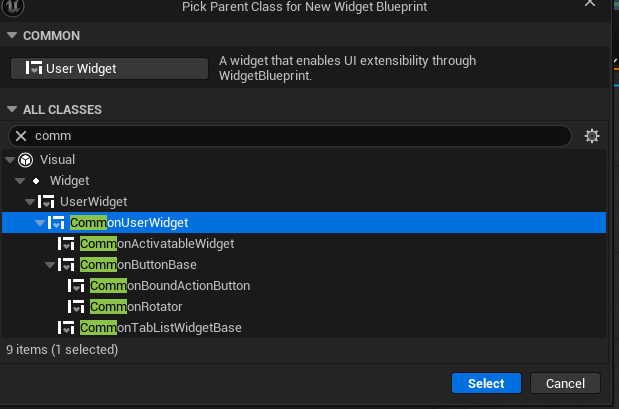 Pick Parent Class for New Widget Blueprint
COMMON
User Widget
A widget that enables UI extensibility through
WidgetBlueprint.
ALL CLASSES
comm
Visual
Widget
UserWidget
CommonUserWidget
CommonActivatableWidget
CommonButtonBase
CommonBoundActionButton
CommonRotator
CommonTabListWidgetBase
9 items (1 selected)
Select
Cancel